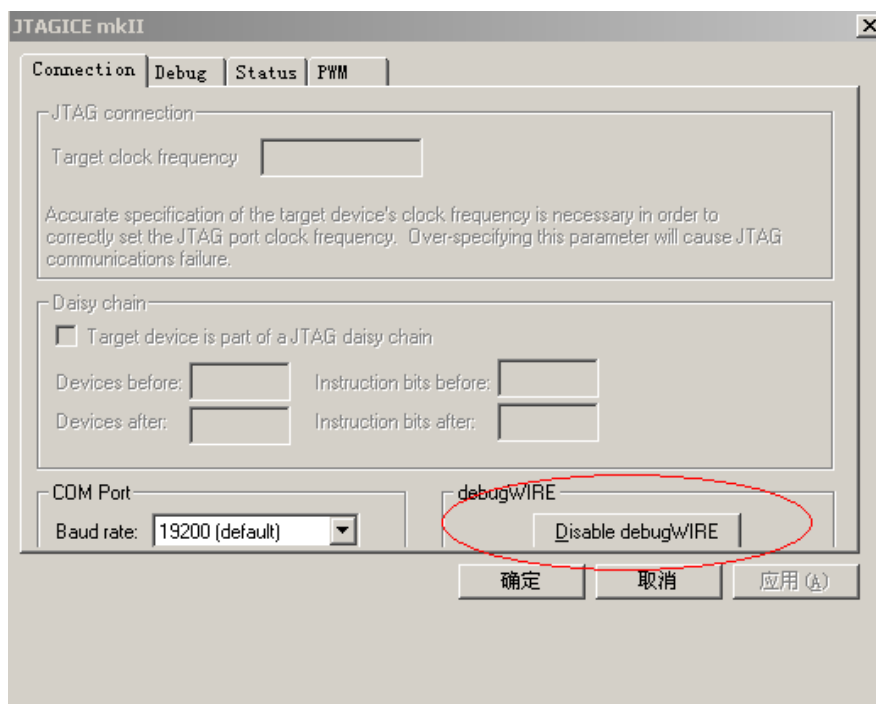 JTAGICE mkII
Connection Debug Status PWM
JTAG connection
Target clock frequency
Accurate specification of the target device's clock frequency is necessary in order to
correctly set the JTAG port clock frequency. Over-specifying this parameter will cause JTAG
communications failure.
Daisy chain
Target device is part of a JTAG daisy chain
Devices before: Instruction bits before:
Devices after: Instruction bits after:
COM Port debugWIRE
Baud rate: 19200 (default) Disable debugWIRE
确定 取消 应用(A)